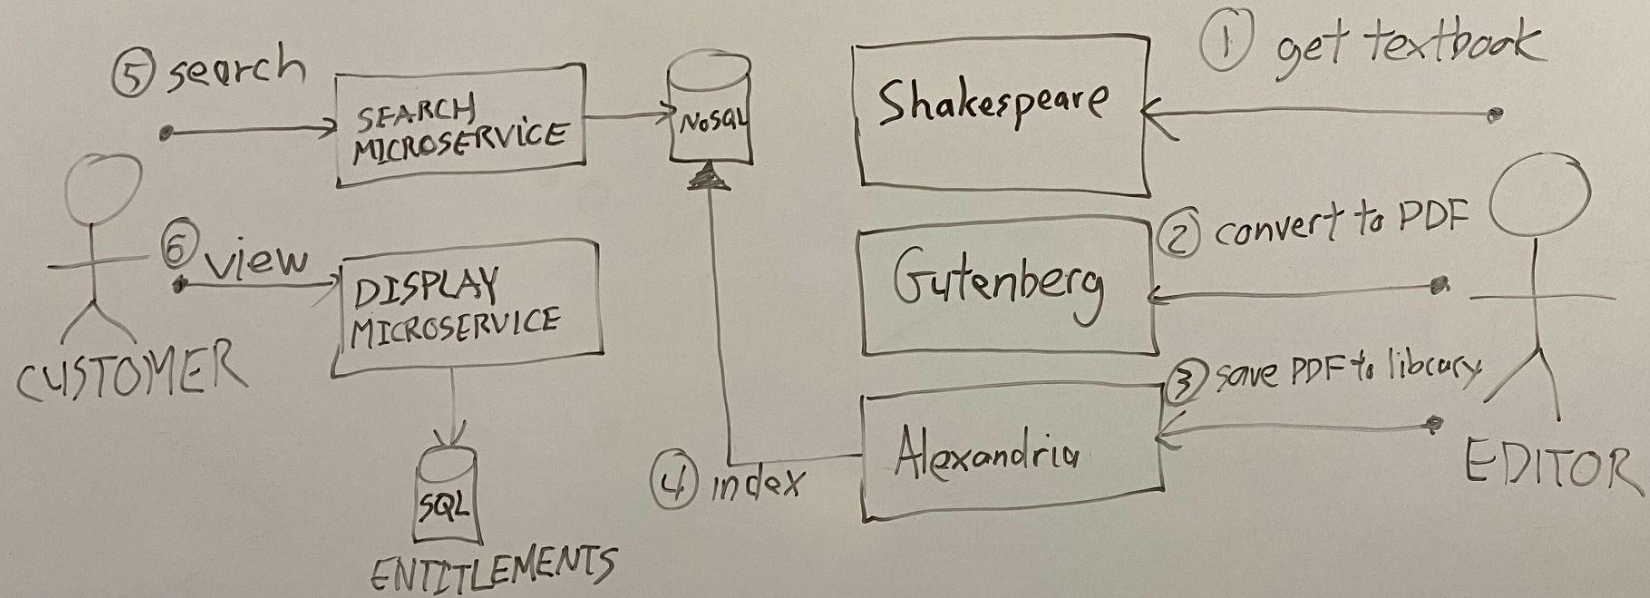 ⑤ search
SEARCH
MICROSERVICE
NoSQL
Shakespeare
① get textbook
⑥ view
DISPLAY
MICROSERVICE
CUSTOMER
SQL
ENTITLEMENTS
Gutenberg
② convert to PDF
③ save PDF to library
Alexandria
④ index
EDITOR